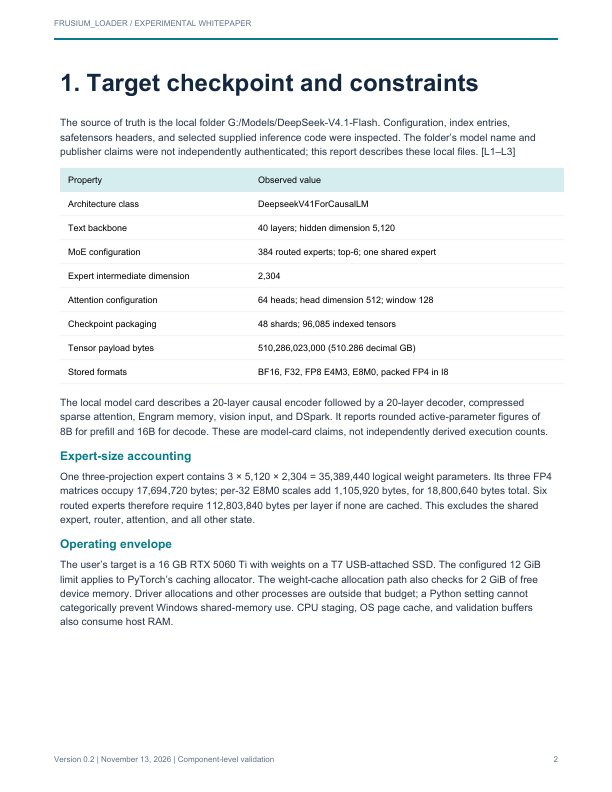 FRUSIUM_LOADER / EXPERIMENTAL WHITEPAPER
1. Target checkpoint and constraints
The source of truth is the local folder G:/Models/DeepSeek-V4.1-Flash. Configuration, index entries,
safetensors headers, and selected supplied inference code were inspected. The folder's model name and
publisher claims were not independently authenticated; this report describes these local files. [L1–L3]
Property Observed value
Architecture class DeepseekV41ForCausalLM
Text backbone 40 layers; hidden dimension 5,120
MoE configuration 384 routed experts; top-6; one shared expert
Expert intermediate dimension 2,304
Attention configuration 64 heads; head dimension 512; window 128
Checkpoint packaging 48 shards; 96,085 indexed tensors
Tensor payload bytes 510,286,023,000 (510.286 decimal GB)
Stored formats BF16, F32, FP8 E4M3, E8M0, packed FP4 in I8
The local model card describes a 20-layer causal encoder followed by a 20-layer decoder, compressed
sparse attention, Engram memory, vision input, and DSpark. It reports rounded active-parameter figures of
8B for prefill and 16B for decode. These are model-card claims, not independently derived execution counts.
Expert-size accounting
One three-projection expert contains 3 × 5,120 × 2,304 = 35,389,440 logical weight parameters. Its three FP4
matrices occupy 17,694,720 bytes; per-32 E8M0 scales add 1,105,920 bytes, for 18,800,640 bytes total. Six
routed experts therefore require 112,803,840 bytes per layer if none are cached. This excludes the shared
expert, router, attention, and all other state.
Operating envelope
The user's target is a 16 GB RTX 5060 Ti with weights on a T7 USB-attached SSD. The configured 12 GiB
limit applies to PyTorch's caching allocator. The weight-cache allocation path also checks for 2 GiB of free
device memory. Driver allocations and other processes are outside that budget; a Python setting cannot
categorically prevent Windows shared-memory use. CPU staging, OS page cache, and validation buffers
also consume host RAM.
Version 0.2 | November 13, 2026 | Component-level validation 2